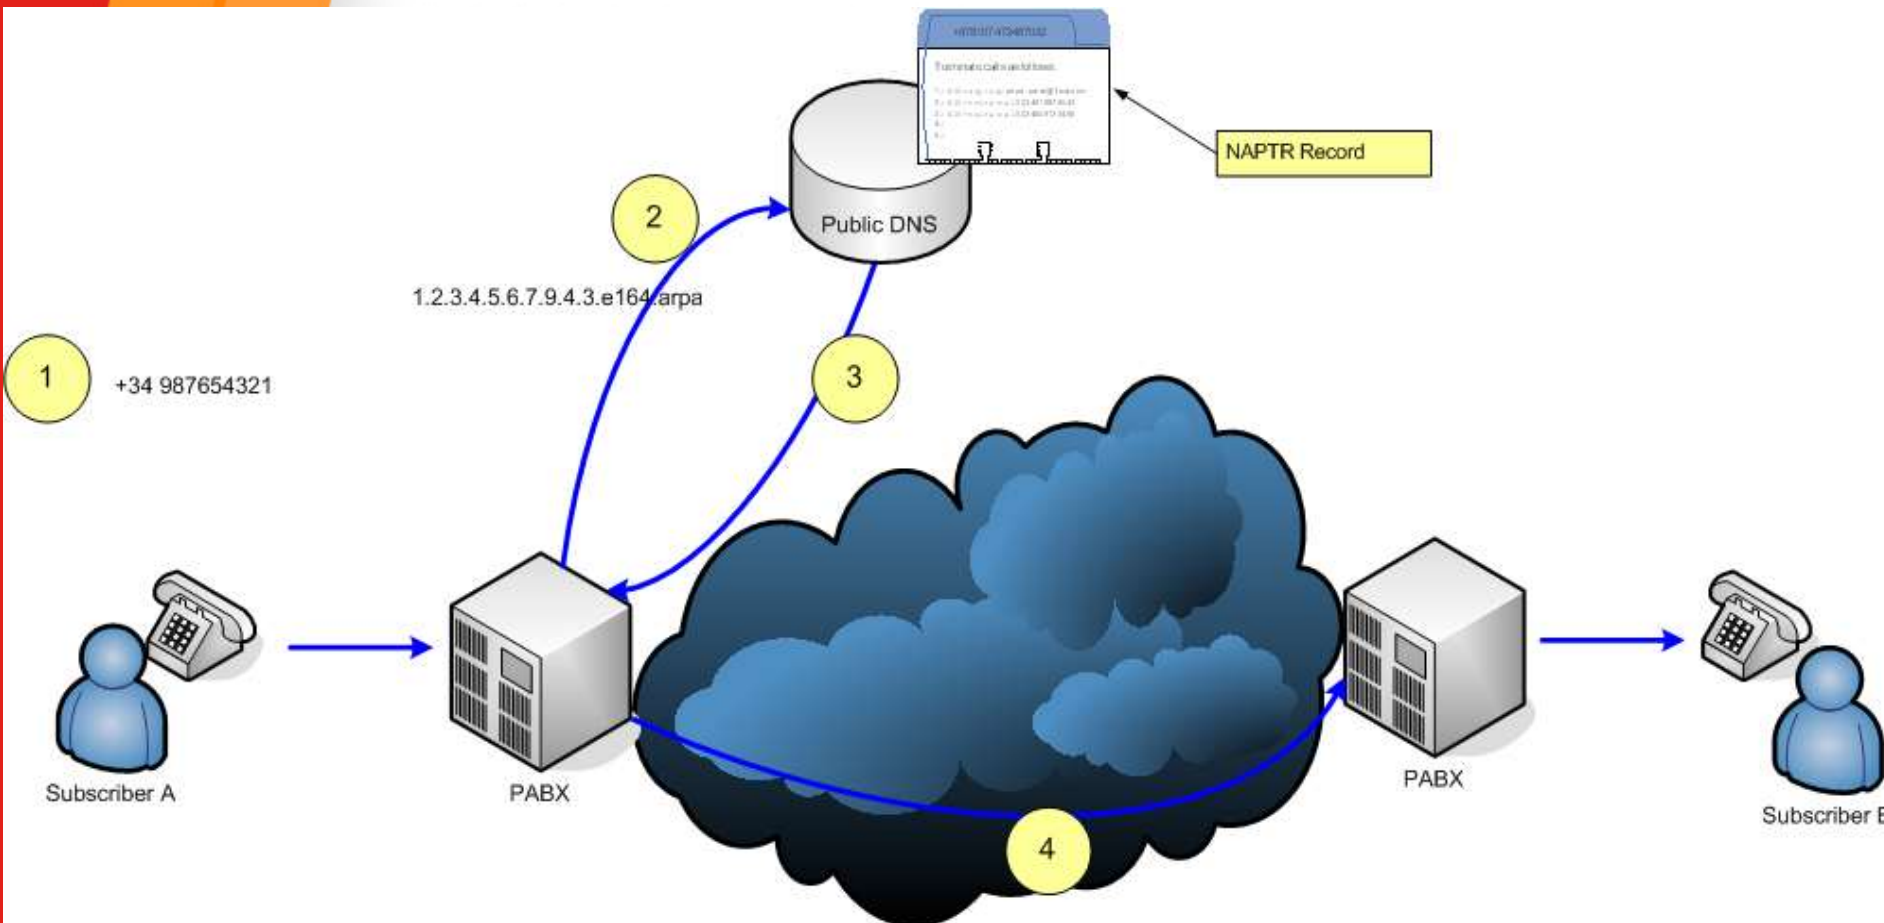 NAPTR Record
2
Public DNS
1.2.3.4.5.6.7.9.4.3.e164.arpa
1
+34 987654321
3
Subscriber A
PABX
PABX
Subscriber B
4